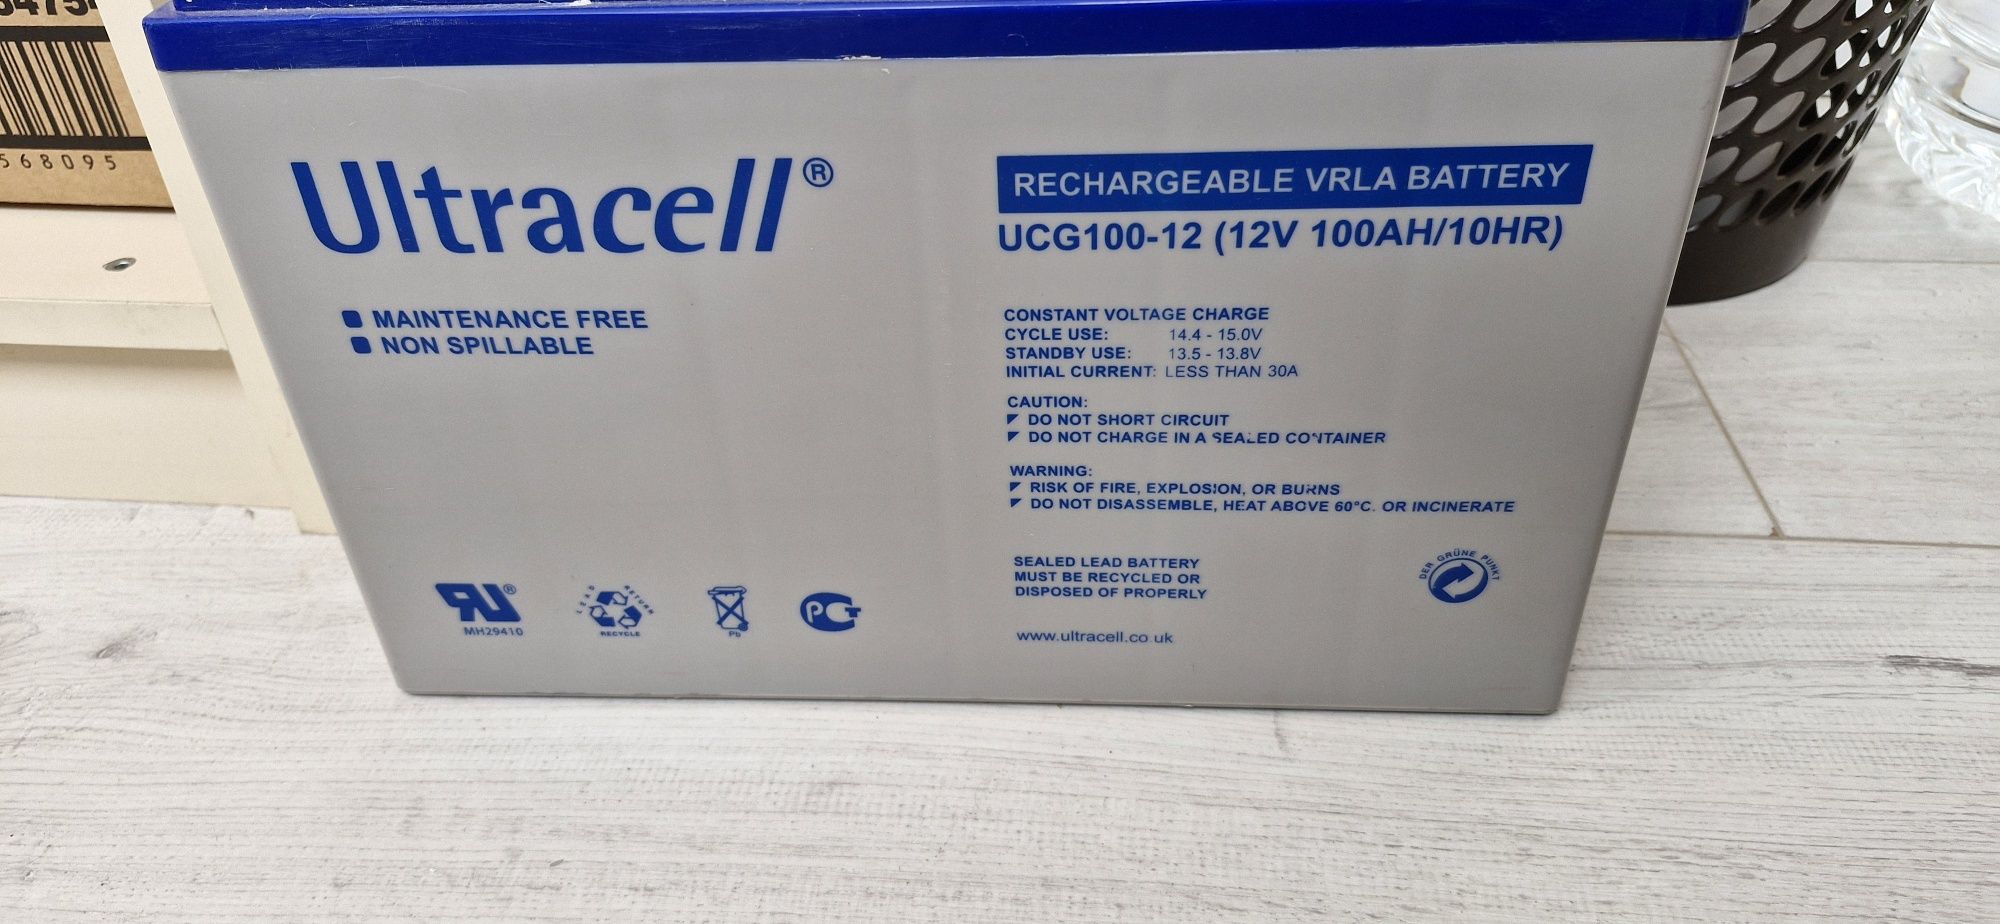 568095
Ultracell®
MAINTENANCE FREE
NON SPILLABLE
RECHARGEABLE VRLA BATTERY
UCG100-12 (12V 100AH/10HR)
CONSTANT VOLTAGE CHARGE
CYCLE USE: 14.4 - 15.0V
STANDBY USE: 13.5 - 13.8V
INITIAL CURRENT: LESS THAN 30A
CAUTION:
DO NOT SHORT CIRCUIT
DO NOT CHARGE IN A SEALED CONTAINER
WARNING:
RISK OF FIRE, EXPLOSION, OR BURNS
DO NOT DISASSEMBLE, HEAT ABOVE 60°C. OR INCINERATE
SEALED LEAD BATTERY
MUST BE RECYCLED OR
DISPOSED OF PROPERLY
www.ultracell.co.uk
DER GRÜNE PUNKT
MH29410
LEAD RETURN
RECYCLE
Pb